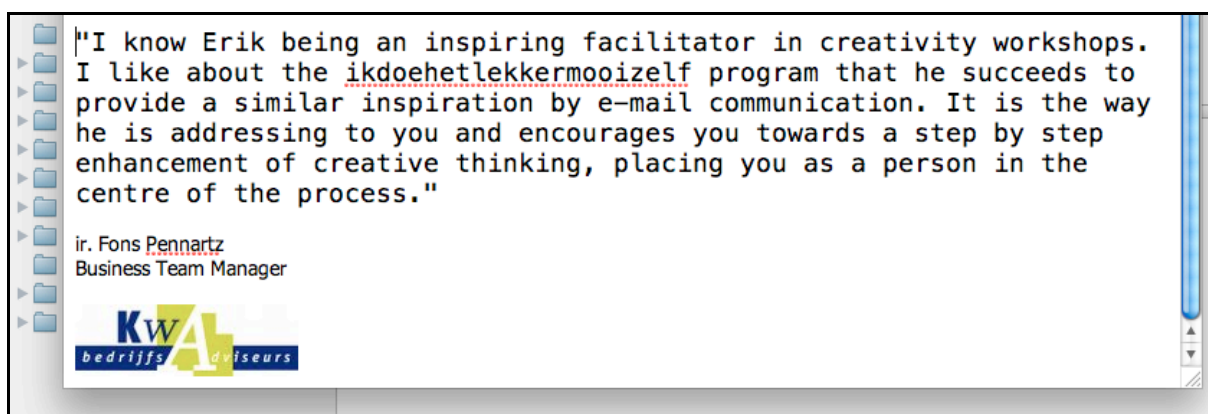 "I know Erik being an inspiring facilitator in creativity workshops.
I like about the ikdoehetlekkermooizelf program that he succeeds to
provide a similar inspiration by e-mail communication. It is the way
he is addressing to you and encourages you towards a step by step
enhancement of creative thinking, placing you as a person in the
centre of the process."
ir. Fons Pennartz
Business Team Manager
KWA
bedrijfsAdviseurs